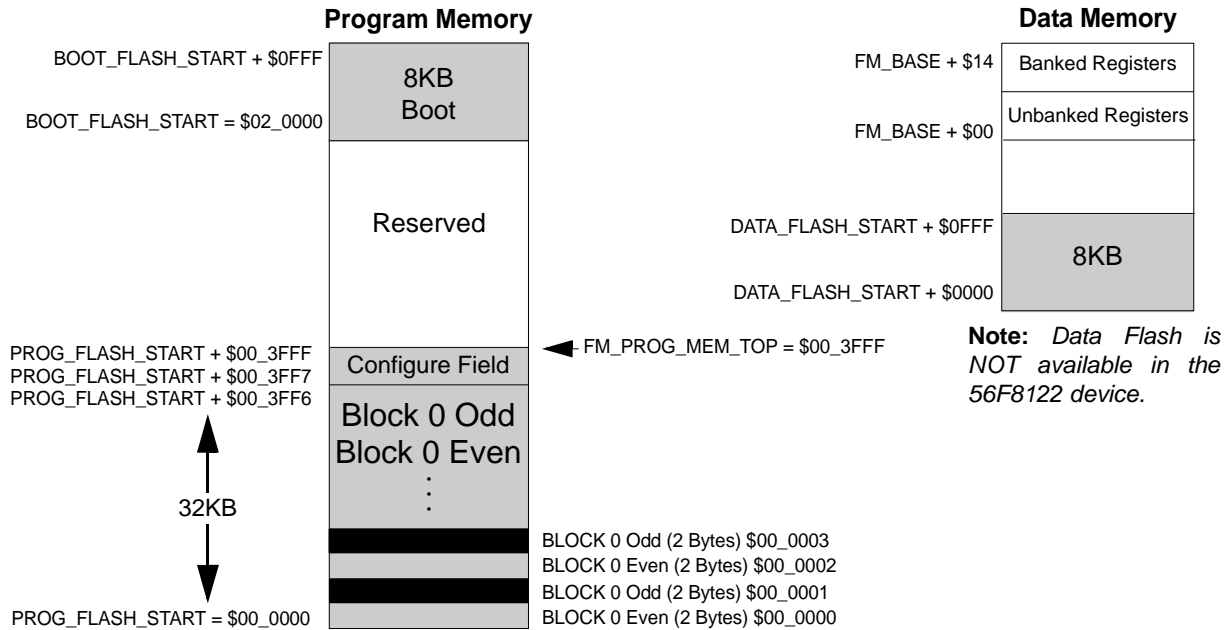 Program Memory
BOOT_FLASH_START + $0FFF
8KB
Boot
BOOT_FLASH_START = $02_0000
Reserved
PROG_FLASH_START + $00_3FFF
FM_PROG_MEM_TOP = $00_3FFF
Configure Field
PROG_FLASH_START + $00_3FF7
PROG_FLASH_START + $00_3FF6
Block 0 Odd
Block 0 Even
32KB
BLOCK 0 Odd (2 Bytes) $00_0003
BLOCK 0 Even (2 Bytes) $00_0002
BLOCK 0 Odd (2 Bytes) $00_0001
PROG_FLASH_START = $00_0000
BLOCK 0 Even (2 Bytes) $00_0000
Data Memory
FM_BASE + $14
Banked Registers
Unbanked Registers
FM_BASE + $00
DATA_FLASH_START + $0FFF
8KB
DATA_FLASH_START + $0000
Note: Data Flash is
NOT available in the
56F8122 device.